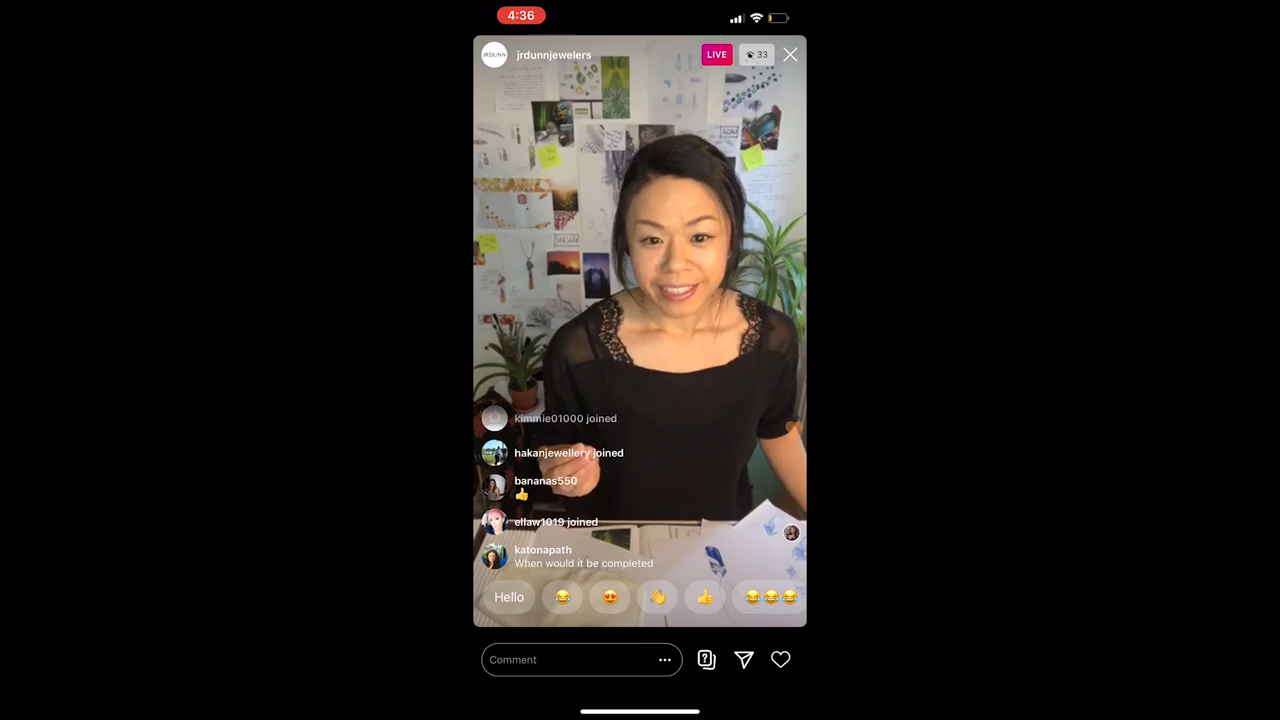 4:36
JRDUNN
jrdunnjewelers
LIVE
33
kimmie01000 joined
hakanjewellery joined
bananas550
👍
ellaw1019 joined
katonapath
When would it be completed
Hello 😂 😍 👋 👍 😂😂😂
Comment